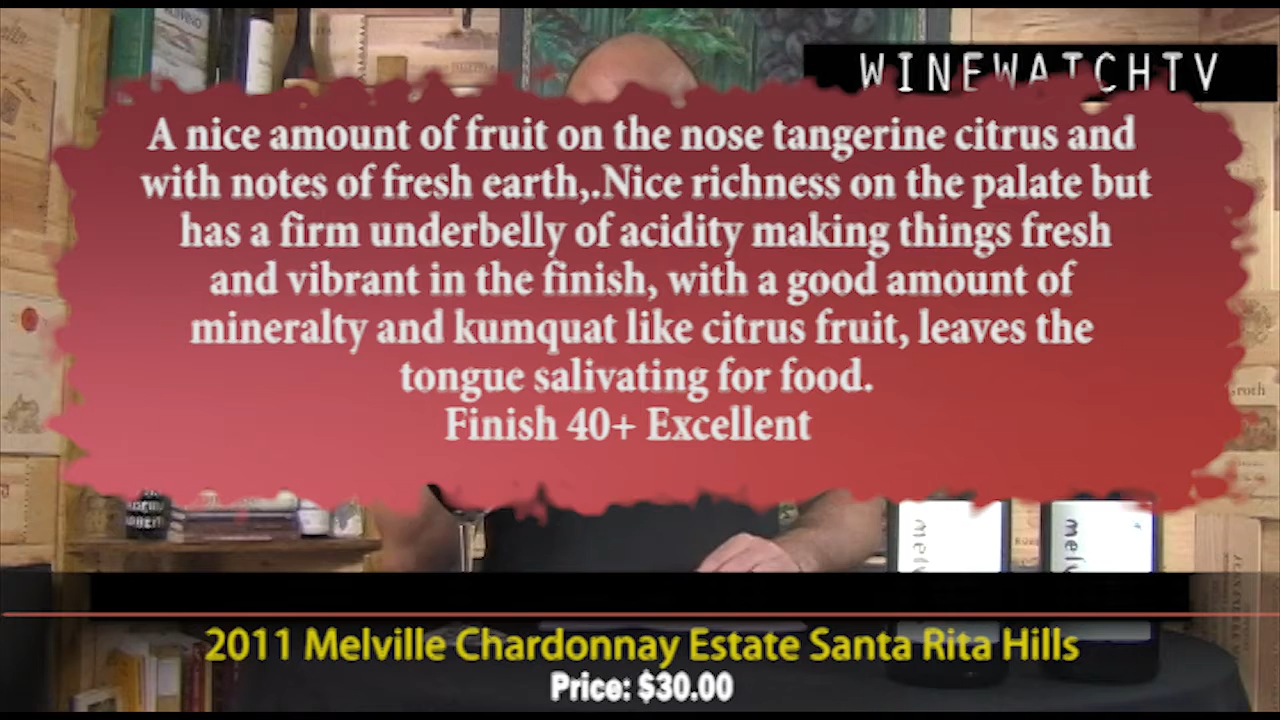 WINEWATCHTV
A nice amount of fruit on the nose tangerine citrus and
with notes of fresh earth,.Nice richness on the palate but
has a firm underbelly of acidity making things fresh
and vibrant in the finish, with a good amount of
mineralty and kumquat like citrus fruit, leaves the
tongue salivating for food.
Finish 40+ Excellent
2011 Melville Chardonnay Estate Santa Rita Hills
Price: $30.00